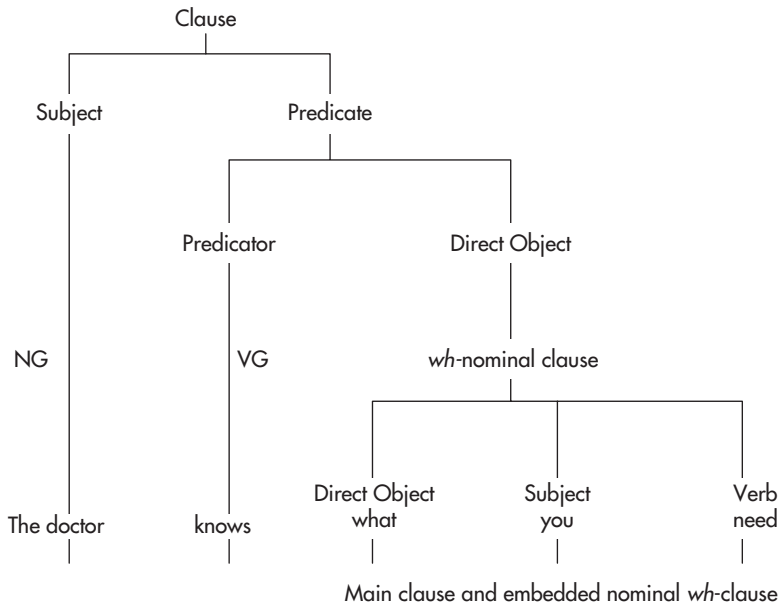 Clause
Subject Predicate
Predicator Direct Object
NG VG wh-nominal clause
Direct Object Subject Verb
The doctor knows what you need
Main clause and embedded nominal wh-clause